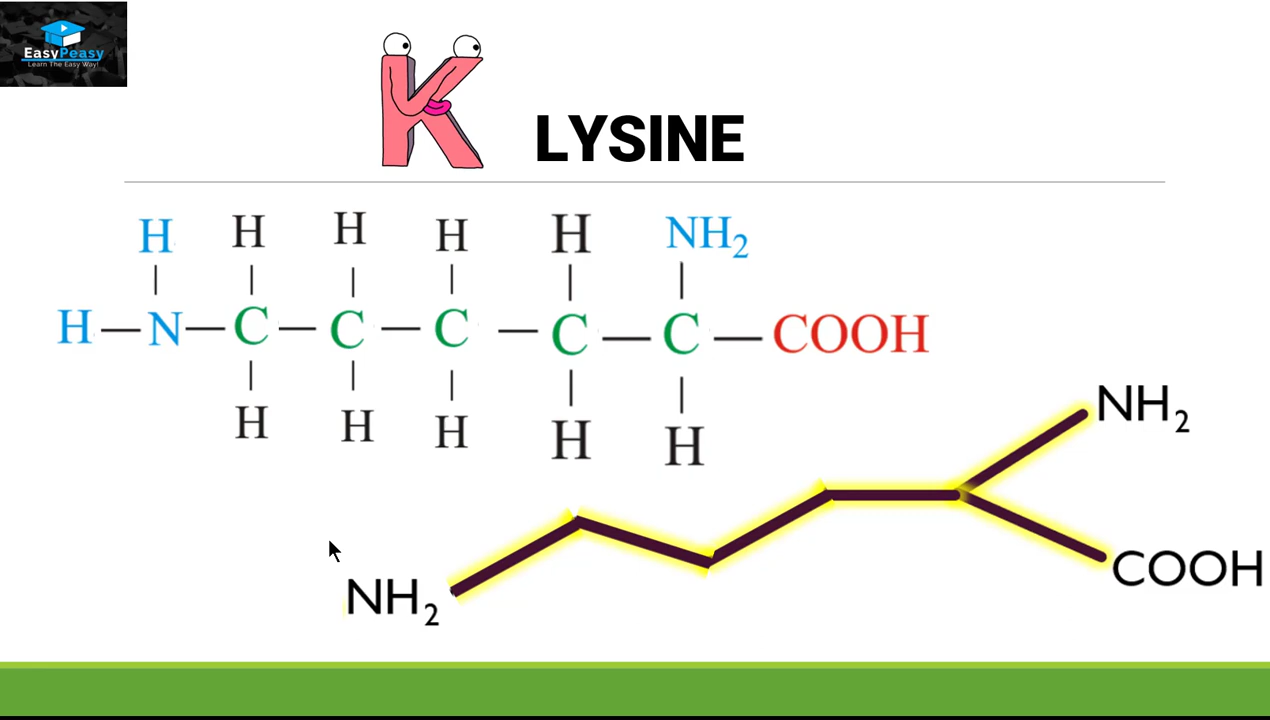 EasyPeasy
Learn The Easy Way!
K LYSINE
H H H H H NH₂
H—N—C—C—C—C—C—COOH
H H H H H
NH₂
COOH
NH₂